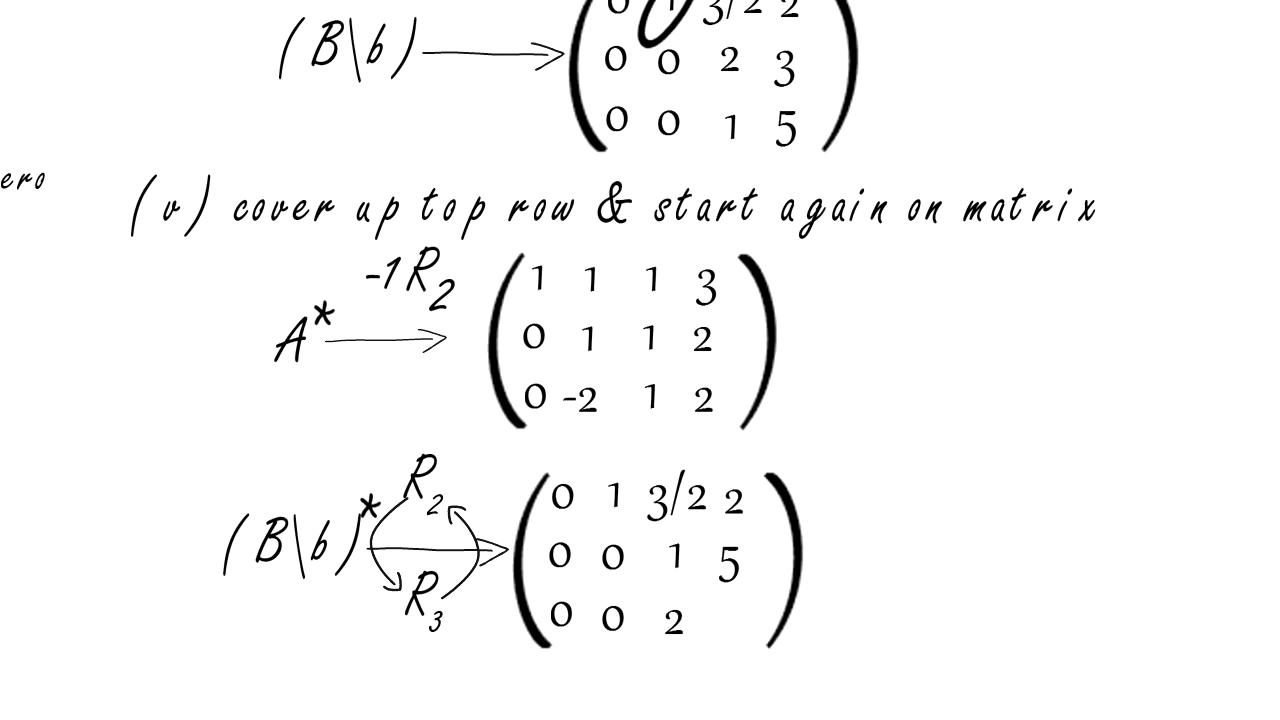 0 1 3/2 2
(B\b) → 0 0 2 3
0 0 1 5
ero
(v) cover up top row & start again on matrix
-1R₂
1 1 1 3
A* → 0 1 1 2
0 -2 1 2
R₂
0 1 3/2 2
(B\b)* → 0 0 1 5
R₃
0 0 2